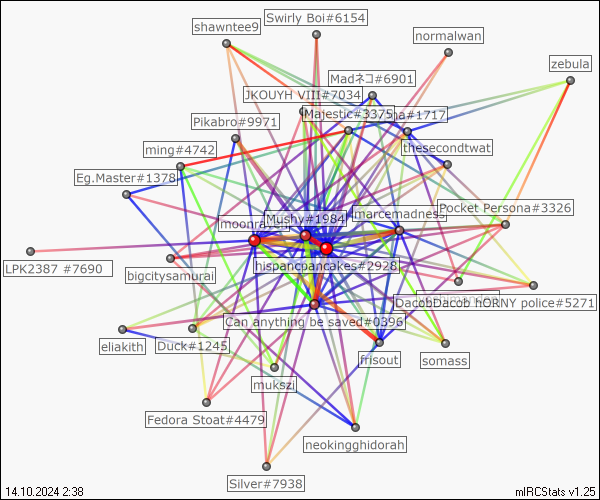 Swirly Boi#6154
shawntee9
normalwan
zebula
Madネコ#6901
JKOUYH VIII#7034
Majestic#3375
na#1717
Pikabro#9971
thesecondtwat
ming#4742
Eg.Master#1378
Pocket Persona#3326
Mushy#1984
marcemadness
moonraven
hispancpancakes#2928
LPK2387 #7690
bigcitysamurai
DacobDacob
HORNY police#5271
Can anything be saved#0396
eliakith
Duck#1245
frisout
somass
mukszi
Fedora Stoat#4479
neokingghidorah
Silver#7938
14.10.2024 2:38
mIRCStats v1.25